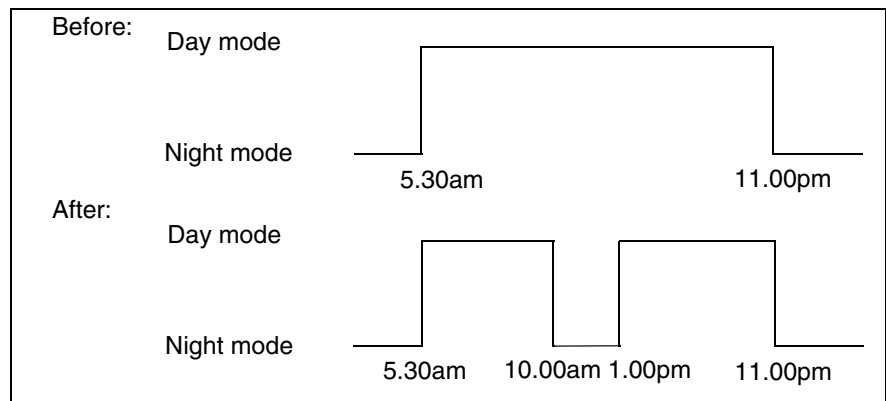 Before:
Day mode
Night mode
5.30am 11.00pm
After:
Day mode
Night mode
5.30am 10.00am 1.00pm 11.00pm